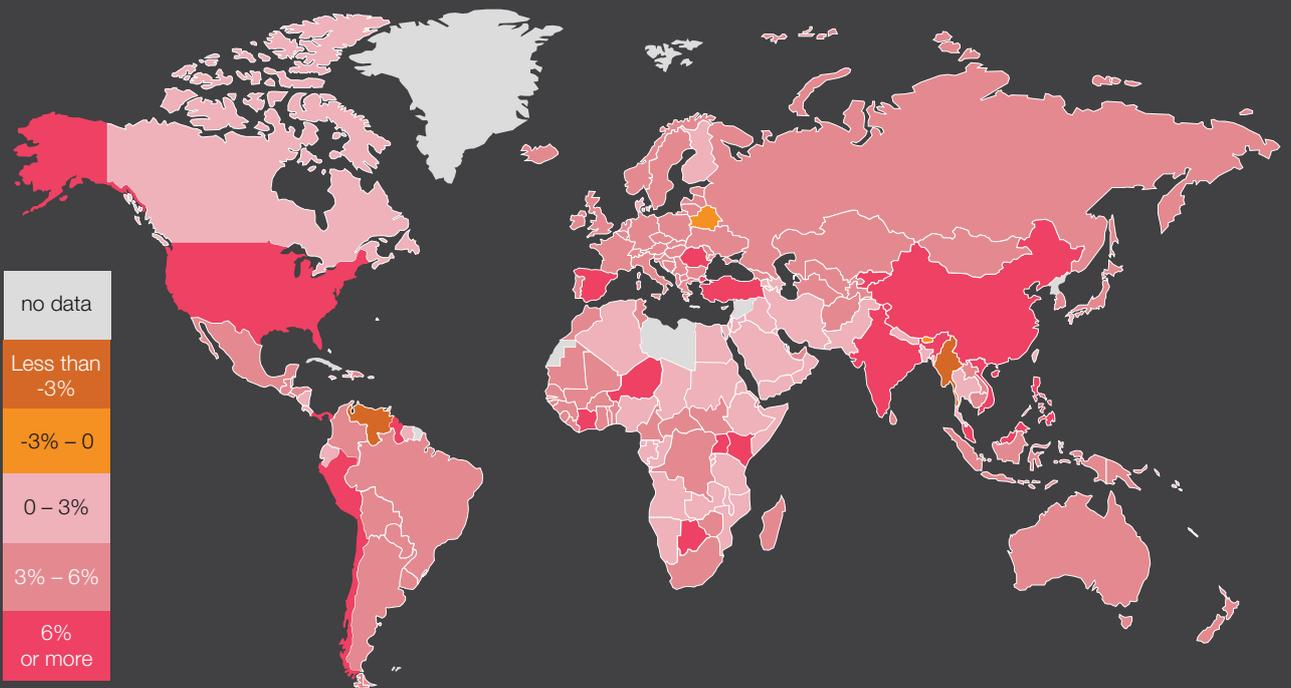 no data
Less than
-3%
-3% – 0
0 – 3%
3% – 6%
6%
or more